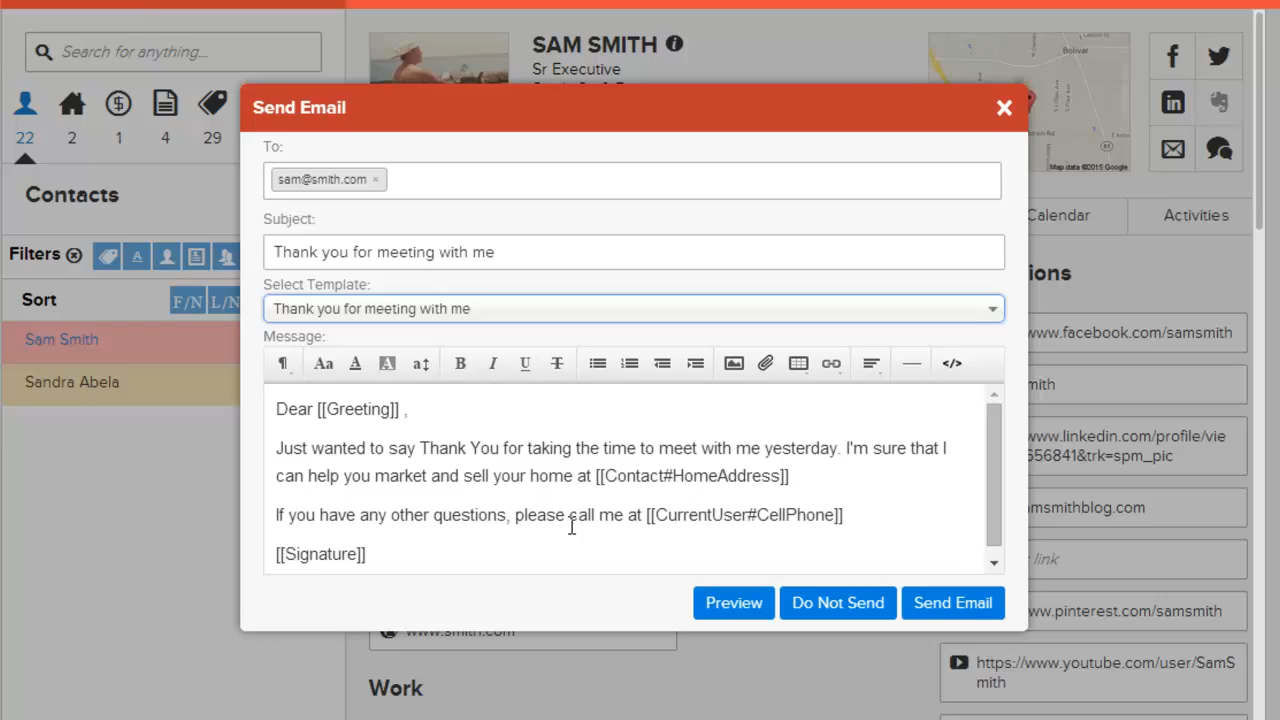 Search for anything...
22
2
1
4
29
Contacts
Filters
A
Sort
F/N
L/N
Sam Smith
Sandra Abela
SAM SMITH
Sr Executive
Bolivar
83
Map data ©2015 Google
Calendar
Activities
Send Email
To:
sam@smith.com ×
Subject:
Thank you for meeting with me
Select Template:
Thank you for meeting with me
Message:
Dear [[Greeting]] ,
Just wanted to say Thank You for taking the time to meet with me yesterday. I'm sure that I
can help you market and sell your home at [[Contact#HomeAddress]]
If you have any other questions, please call me at [[CurrentUser#CellPhone]]
[[Signature]]
Preview
Do Not Send
Send Email
www.smith.com
Work
ions
www.facebook.com/samsmith
mith
www.linkedin.com/profile/vie
656841&trk=spm_pic
msmithblog.com
link
ww.pinterest.com/samsmith
https://www.youtube.com/user/SamS
mith